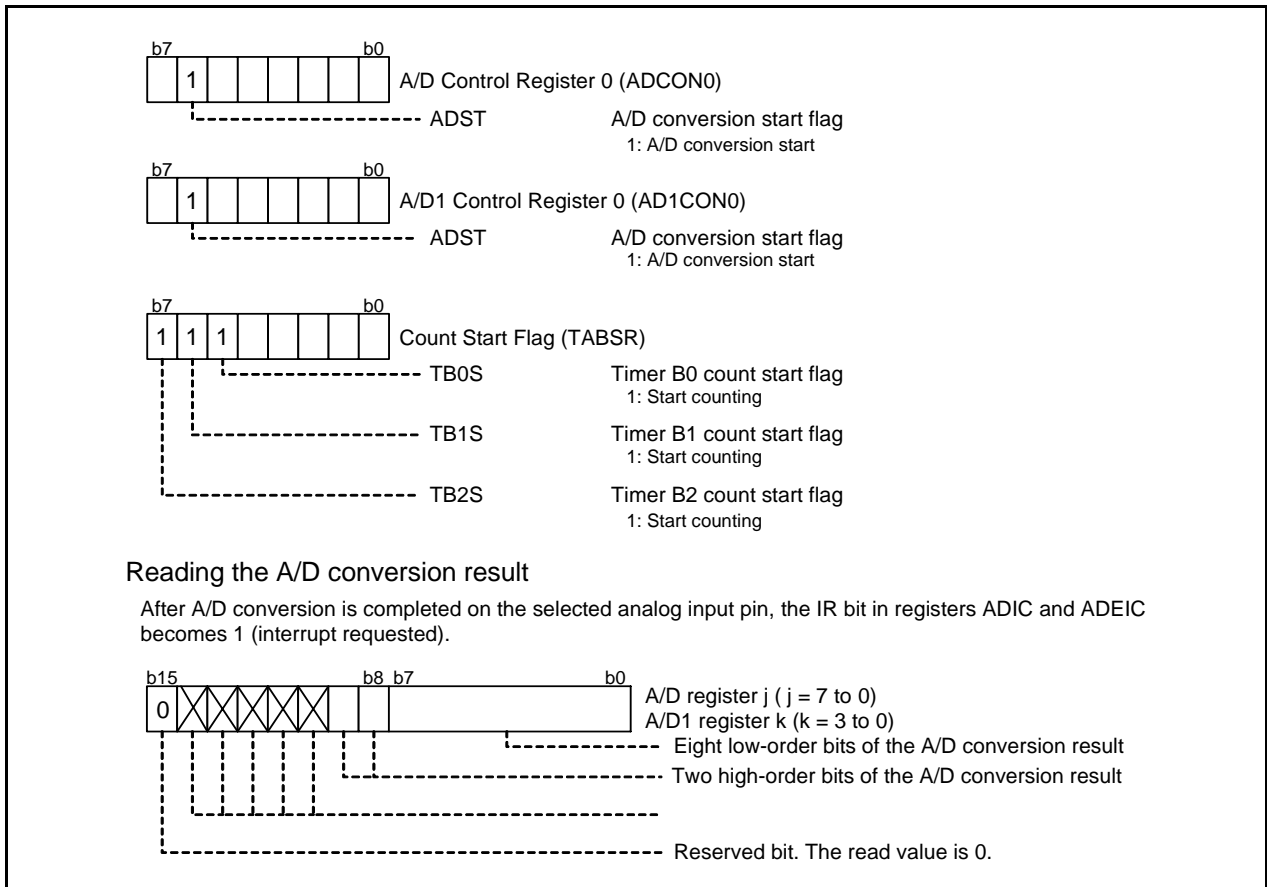 b7 b0
1 A/D Control Register 0 (ADCON0)
ADST A/D conversion start flag
1: A/D conversion start
b7 b0
1 A/D1 Control Register 0 (AD1CON0)
ADST A/D conversion start flag
1: A/D conversion start
b7 b0
1 1 1 Count Start Flag (TABSR)
TB0S Timer B0 count start flag
1: Start counting
TB1S Timer B1 count start flag
1: Start counting
TB2S Timer B2 count start flag
1: Start counting
Reading the A/D conversion result
After A/D conversion is completed on the selected analog input pin, the IR bit in registers ADIC and ADEIC
becomes 1 (interrupt requested).
b15 b8 b7 b0
0 A/D register j ( j = 7 to 0)
A/D1 register k (k = 3 to 0)
Eight low-order bits of the A/D conversion result
Two high-order bits of the A/D conversion result
Reserved bit. The read value is 0.